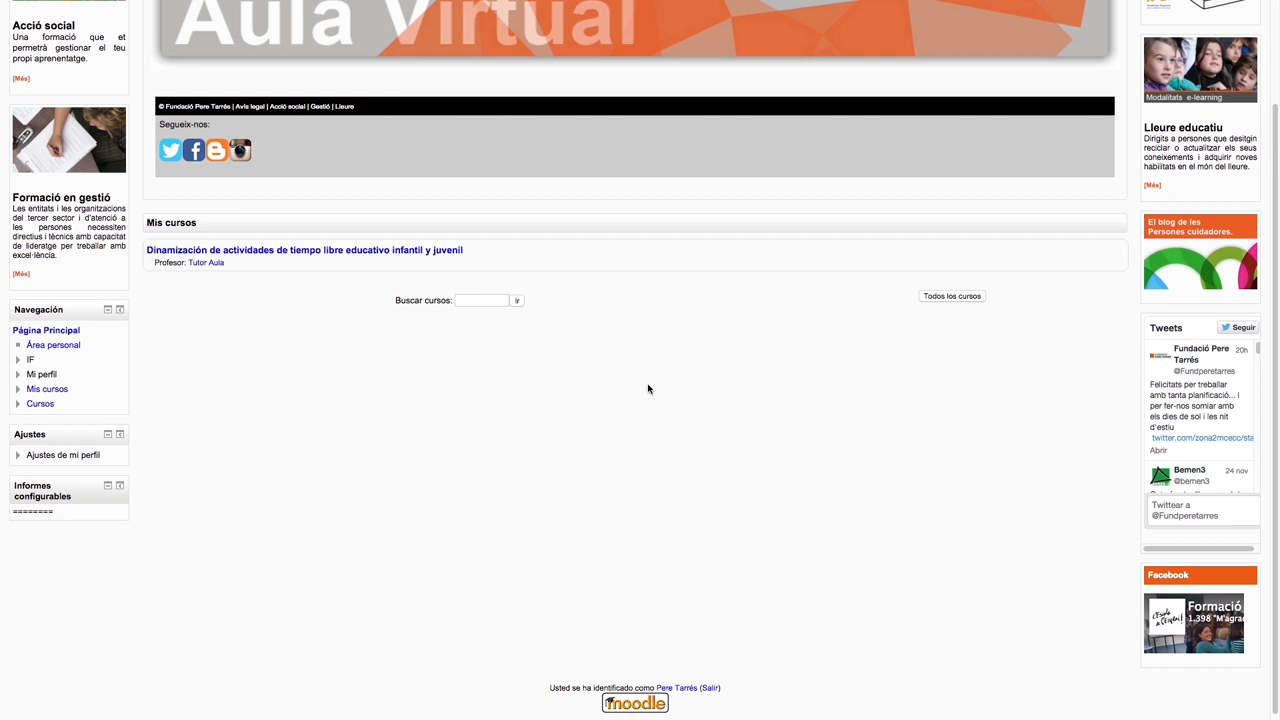 Acció social
Una formació que et
permetrà gestionar el teu
propi aprenentatge.
[Més]
Formació en gestió
Les entitats i les organitzacions
del tercer sector i d'atenció a
les persones necessiten
directius i tècnics amb capacitat
de lideratge per treballar amb
excel·lència.
[Més]
Navegación
Página Principal
Área personal
IF
Mi perfil
Mis cursos
Cursos
Ajustes
Ajustes de mi perfil
Informes
configurables
========
Aula Virtual
© Fundació Pere Tarrés | Avís legal | Acció social | Gestió | Lleure
Segueix-nos:
Mis cursos
Dinamización de actividades de tiempo libre educativo infantil y juvenil
Profesor: Tutor Aula
Buscar cursos:
Ir
Todos los cursos
Usted se ha identificado como Pere Tarrés (Salir)
moodle
Modalitats e-learning
Lleure educatiu
Dirigits a persones que desitgin
reciclar o actualitzar els seus
coneixements i adquirir noves
habilitats en el món del lleure.
[Més]
El blog de les
Persones cuidadores.
Tweets
Seguir
Fundació Pere 20h
Tarrés
@Fundperetarres
Felicitats per treballar
amb tanta planificació... i
per fer-nos somiar amb
els dies de sol i les nit
d'estiu
twitter.com/zona2mcecc/sta
Abrir
Bemen3 24 nov
@bemen3
Twittear a
@Fundperetarres
Facebook
Formació
1.398 "M'agra